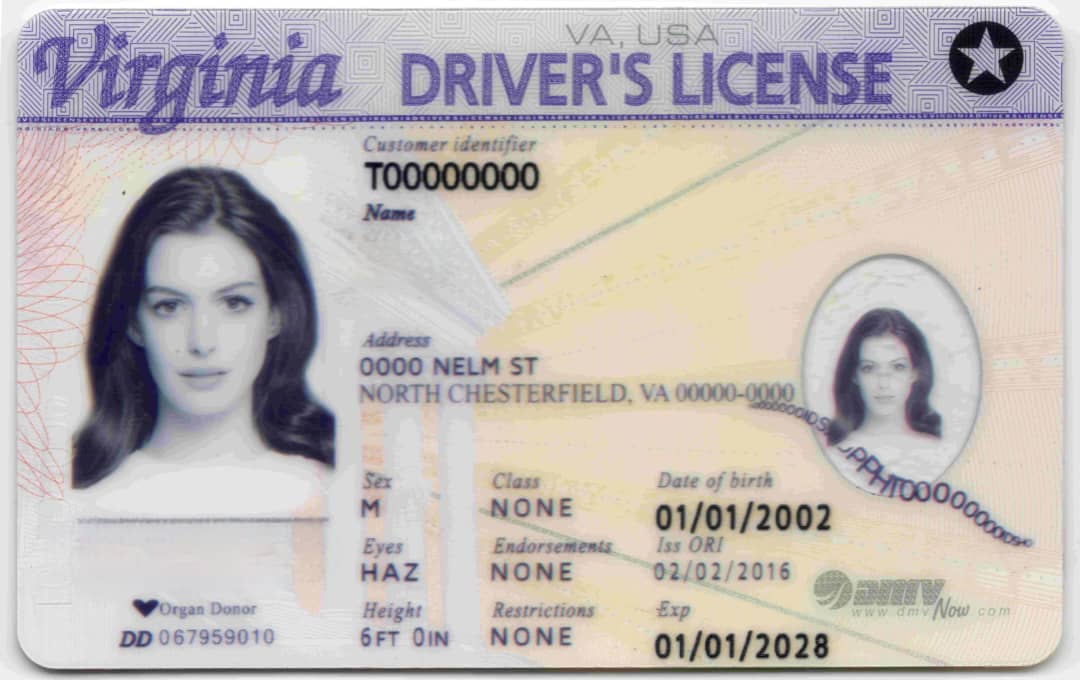 Virginia
VA, USA
DRIVER'S LICENSE
Customer identifier
T00000000
Name
Address
0000 NELM ST
NORTH CHESTERFIELD, VA 00000-0000
Sex
M
Class
NONE
Date of birth
01/01/2002
Eyes
HAZ
Endorsements
NONE
Iss ORI
02/02/2016
Height
6FT 0IN
Restrictions
NONE
Exp
01/01/2028
Organ Donor
DD 067959010
dmv
www dmvNow com